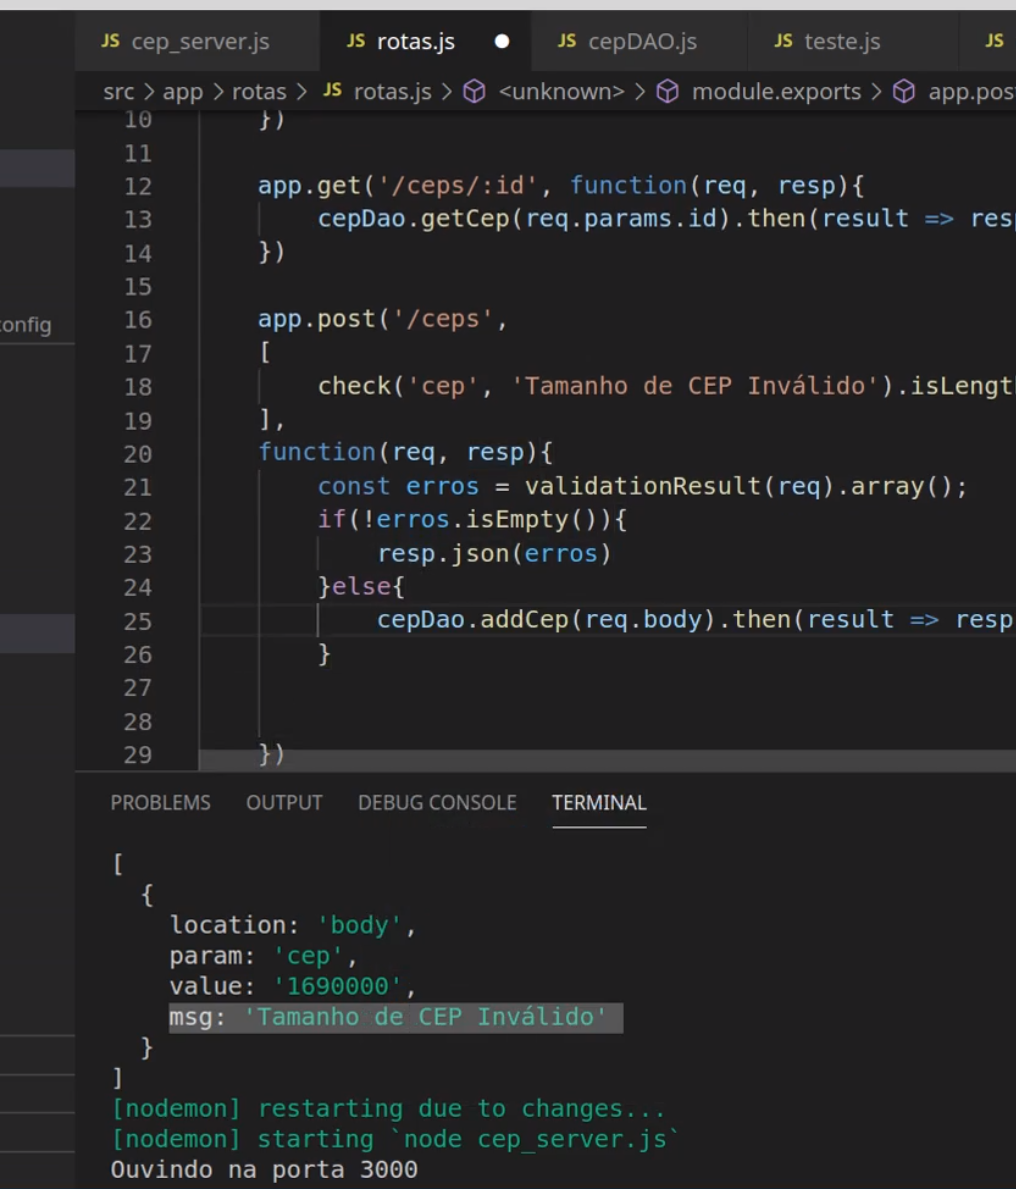 JS cep_server.js JS rotas.js JS cepDAO.js JS teste.js JS
src > app > rotas > JS rotas.js > <unknown> > module.exports > app.pos
10 })
11
12 app.get('/ceps/:id', function(req, resp){
13 cepDao.getCep(req.params.id).then(result => resp
14 })
15
onfig
16 app.post('/ceps',
17 [
18 check('cep', 'Tamanho de CEP Inválido').isLength
19 ],
20 function(req, resp){
21 const erros = validationResult(req).array();
22 if(!erros.isEmpty()){
23 resp.json(erros)
24 }else{
25 cepDao.addCep(req.body).then(result => resp
26 }
27
28
29 })
PROBLEMS OUTPUT DEBUG CONSOLE TERMINAL
[
{
location: 'body',
param: 'cep',
value: '1690000',
msg: 'Tamanho de CEP Inválido'
}
]
[nodemon] restarting due to changes...
[nodemon] starting `node cep_server.js`
Ouvindo na porta 3000